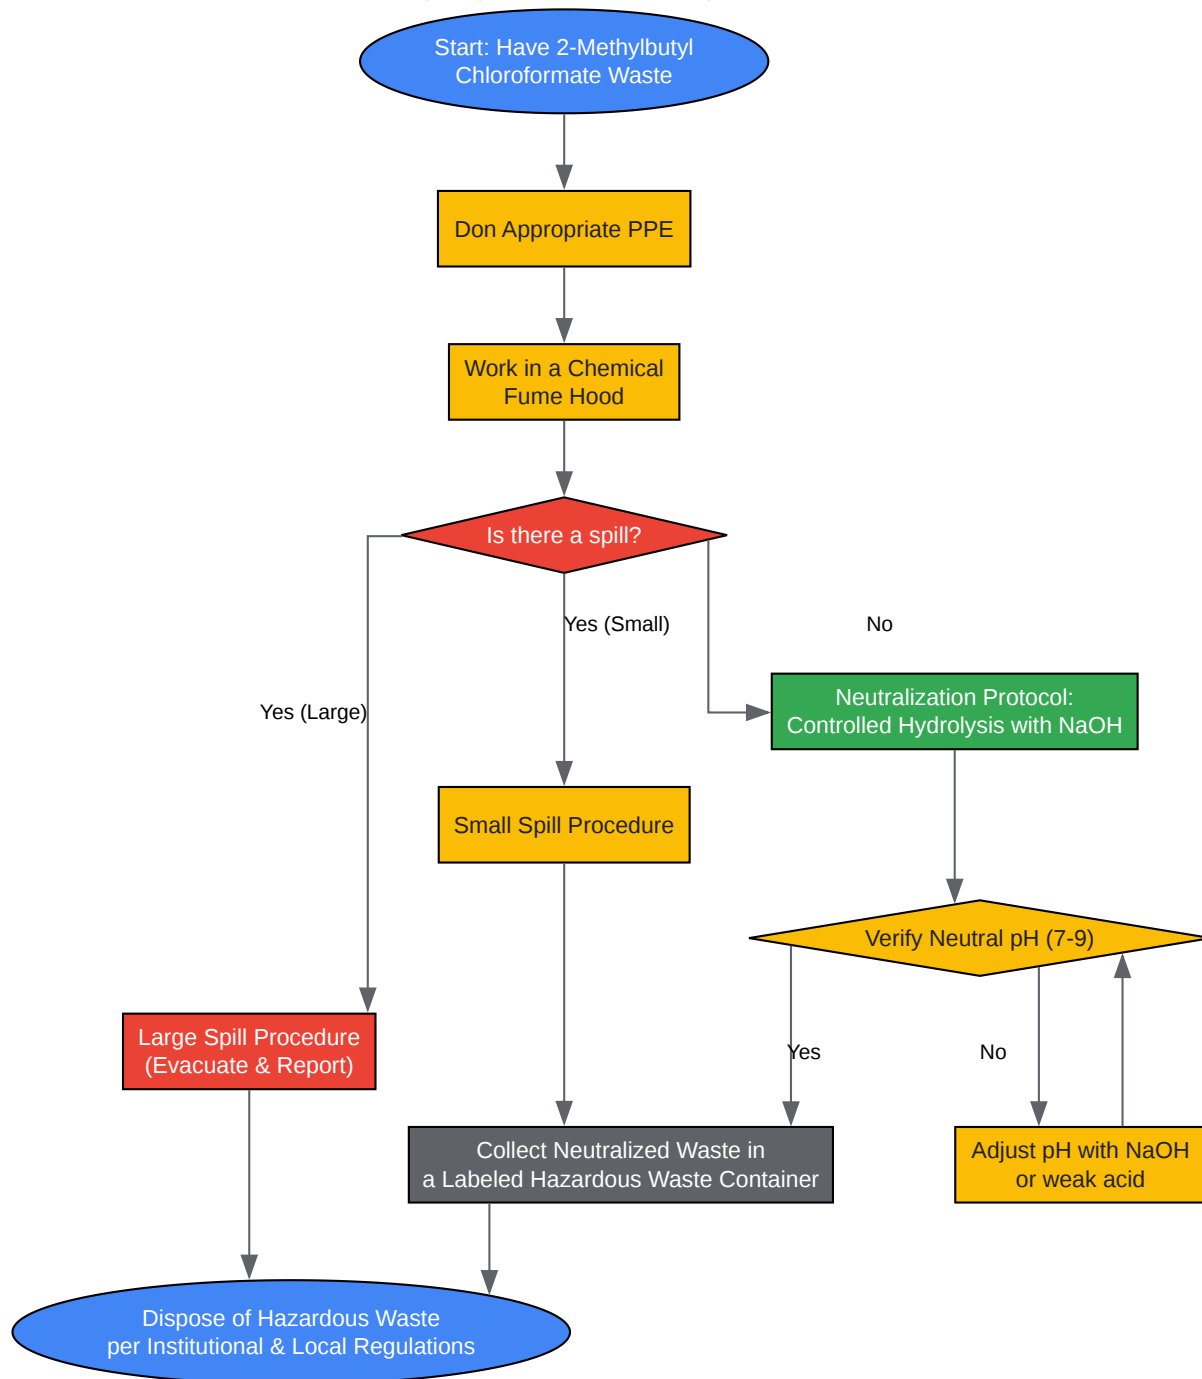 Start: Have 2-Methylbutyl
Chloroformate Waste
Don Appropriate PPE
Work in a Chemical
Fume Hood
Is there a spill?
Yes (Small)
No
Yes (Large)
Neutralization Protocol:
Controlled Hydrolysis with NaOH
Small Spill Procedure
Verify Neutral pH (7-9)
Large Spill Procedure
(Evacuate & Report)
Yes
No
Collect Neutralized Waste in
a Labeled Hazardous Waste Container
Adjust pH with NaOH
or weak acid
Dispose of Hazardous Waste
per Institutional & Local Regulations